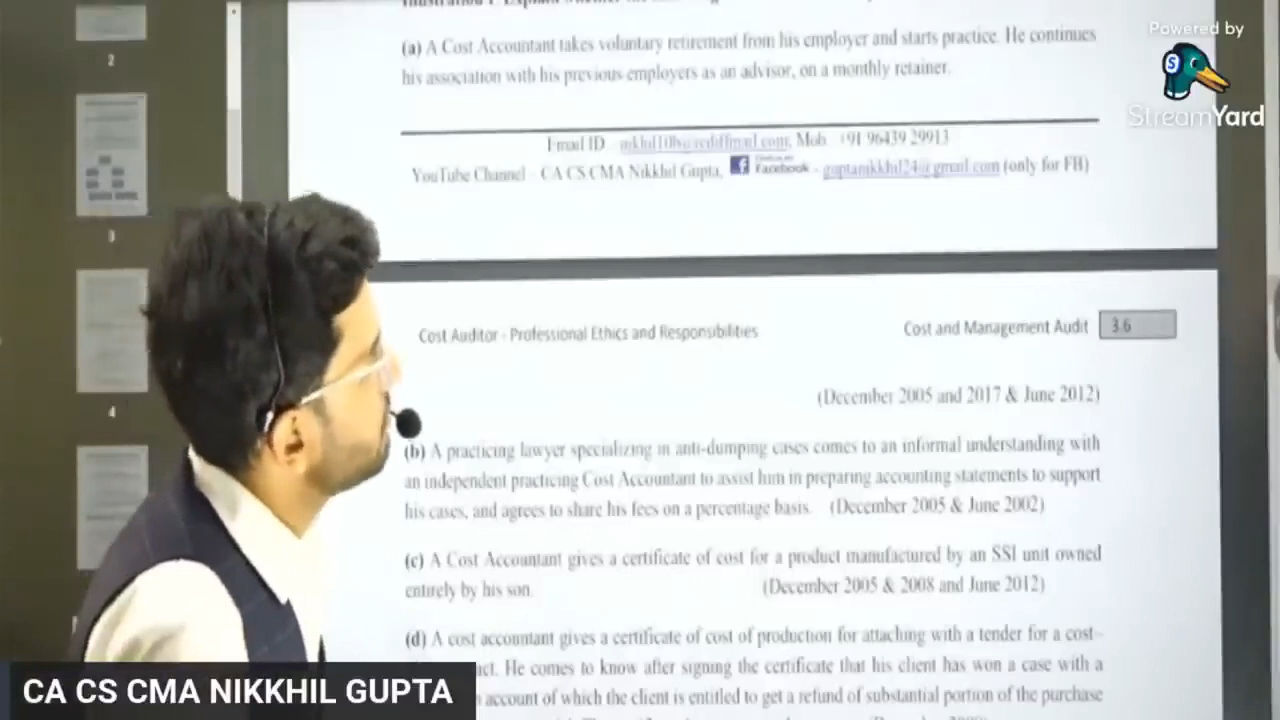 2
3
4
Powered by
S
StreamYard
(a) A Cost Accountant takes voluntary retirement from his employer and starts practice. He continues
his association with his previous employers as an advisor, on a monthly retainer.
Email ID - Mob. +91 96439 29913
YouTube Channel - CA CS CMA Nikkhil Gupta, f Facebook - guptanikkhil24@gmail.com (only for FB)
Cost Auditor - Professional Ethics and Responsibilities Cost and Management Audit 3.6
(December 2005 and 2017 & June 2012)
(b) A practicing lawyer specializing in anti-dumping cases comes to an informal understanding with
an independent practicing Cost Accountant to assist him in preparing accounting statements to support
his cases, and agrees to share his fees on a percentage basis. (December 2005 & June 2002)
(c) A Cost Accountant gives a certificate of cost for a product manufactured by an SSI unit owned
entirely by his son. (December 2005 & 2008 and June 2012)
(d) A cost accountant gives a certificate of cost of production for attaching with a tender for a cost-
act. He comes to know after signing the certificate that his client has won a case with a
account of which the client is entitled to get a refund of substantial portion of the purchase
CA CS CMA NIKKHIL GUPTA